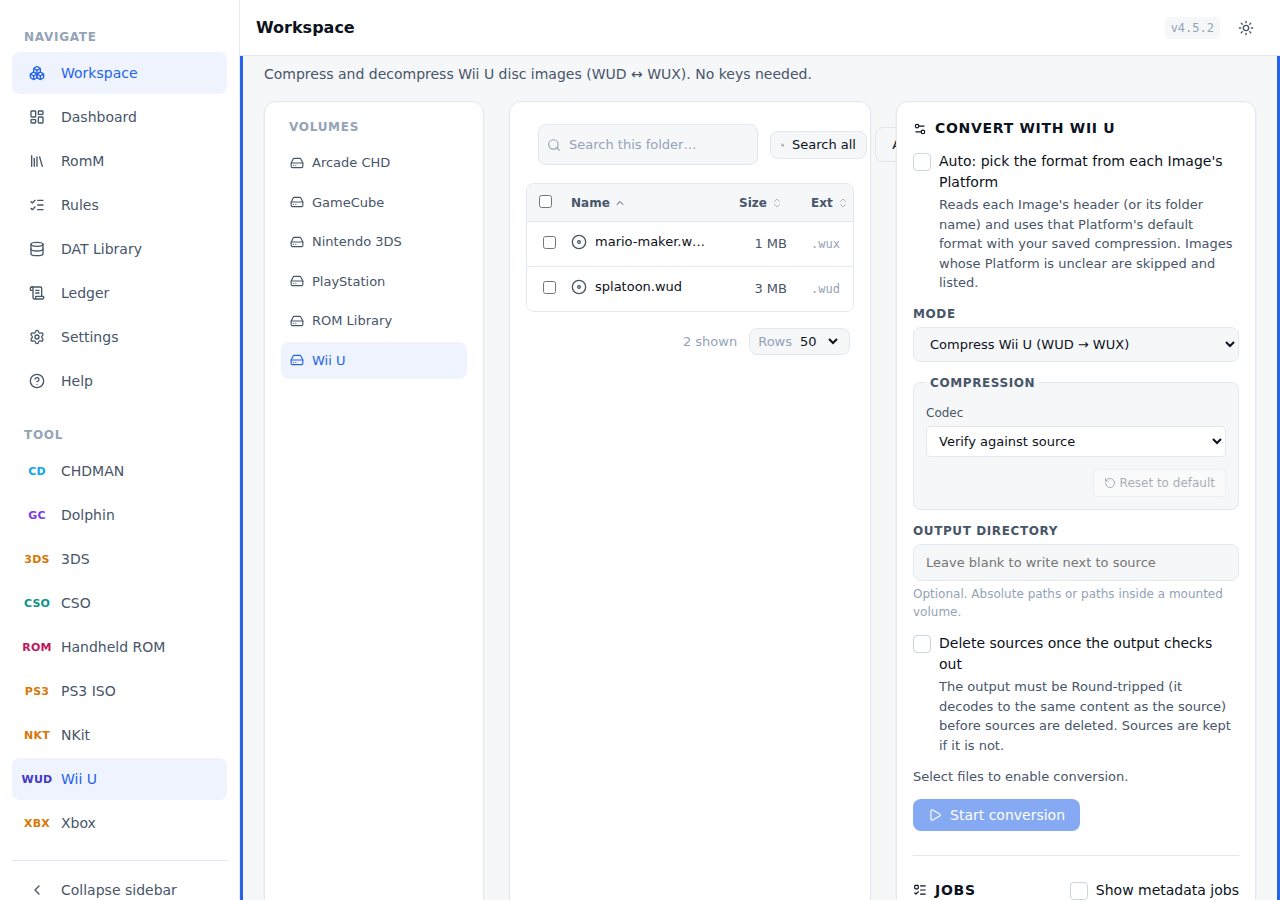 NAVIGATE
Workspace
Dashboard
RomM
Rules
DAT Library
Ledger
Settings
Help
TOOL
CD CHDMAN
GC Dolphin
3DS 3DS
CSO CSO
ROM Handheld ROM
PS3 PS3 ISO
NKT NKit
WUD Wii U
XBX Xbox
Collapse sidebar
Workspace
v4.5.2
Compress and decompress Wii U disc images (WUD ↔ WUX). No keys needed.
VOLUMES
Arcade CHD
GameCube
Nintendo 3DS
PlayStation
ROM Library
Wii U
Search this folder…
Search all
Name Size Ext
mario-maker.w… 1 MB .wux
splatoon.wud 3 MB .wud
2 shown Rows 50
CONVERT WITH WII U
Auto: pick the format from each Image's
Platform
Reads each Image's header (or its folder
name) and uses that Platform's default
format with your saved compression. Images
whose Platform is unclear are skipped and
listed.
MODE
Compress Wii U (WUD → WUX)
COMPRESSION
Codec
Verify against source
Reset to default
OUTPUT DIRECTORY
Leave blank to write next to source
Optional. Absolute paths or paths inside a mounted
volume.
Delete sources once the output checks
out
The output must be Round-tripped (it
decodes to the same content as the source)
before sources are deleted. Sources are kept
if it is not.
Select files to enable conversion.
Start conversion
JOBS
Show metadata jobs